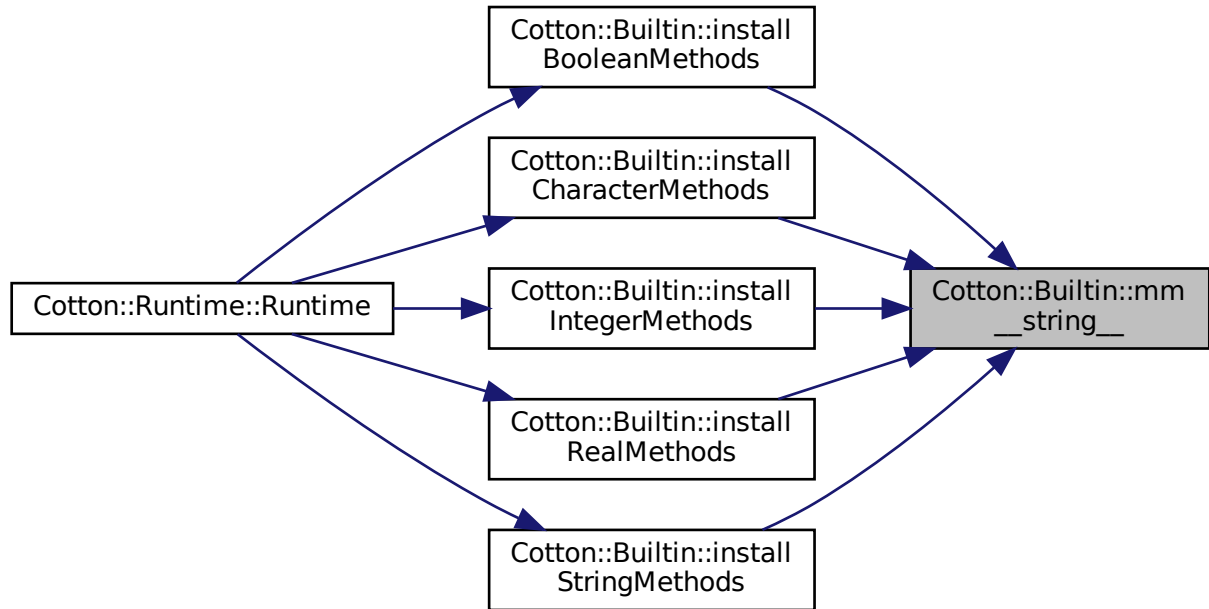 Cotton::Builtin::install
BooleanMethods
Cotton::Builtin::install
CharacterMethods
Cotton::Runtime::Runtime
Cotton::Builtin::install
IntegerMethods
Cotton::Builtin::mm
__string__
Cotton::Builtin::install
RealMethods
Cotton::Builtin::install
StringMethods